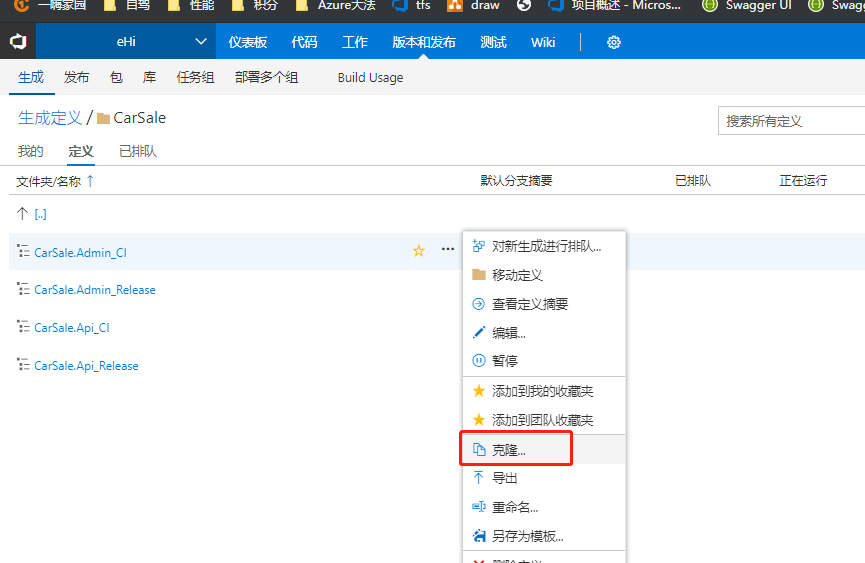 一嗨家园 自驾 性能 积分 Azure大法 tfs draw 项目概述 - Micros... Swagger UI Swag
eHi 仪表板 代码 工作 版本和发布 测试 Wiki
生成 发布 包 库 任务组 部署多个组 Build Usage
生成定义 / CarSale
搜索所有定义
我的 定义 已排队
文件夹/名称 ↑ 默认分支摘要 已排队 正在运行
↑ [..]
CarSale.Admin_CI ...
CarSale.Admin_Release
CarSale.Api_CI
CarSale.Api_Release
对新生成进行排队...
移动定义
查看定义摘要
编辑...
暂停
添加到我的收藏夹
添加到团队收藏夹
克隆...
导出
重命名...
另存为模板...